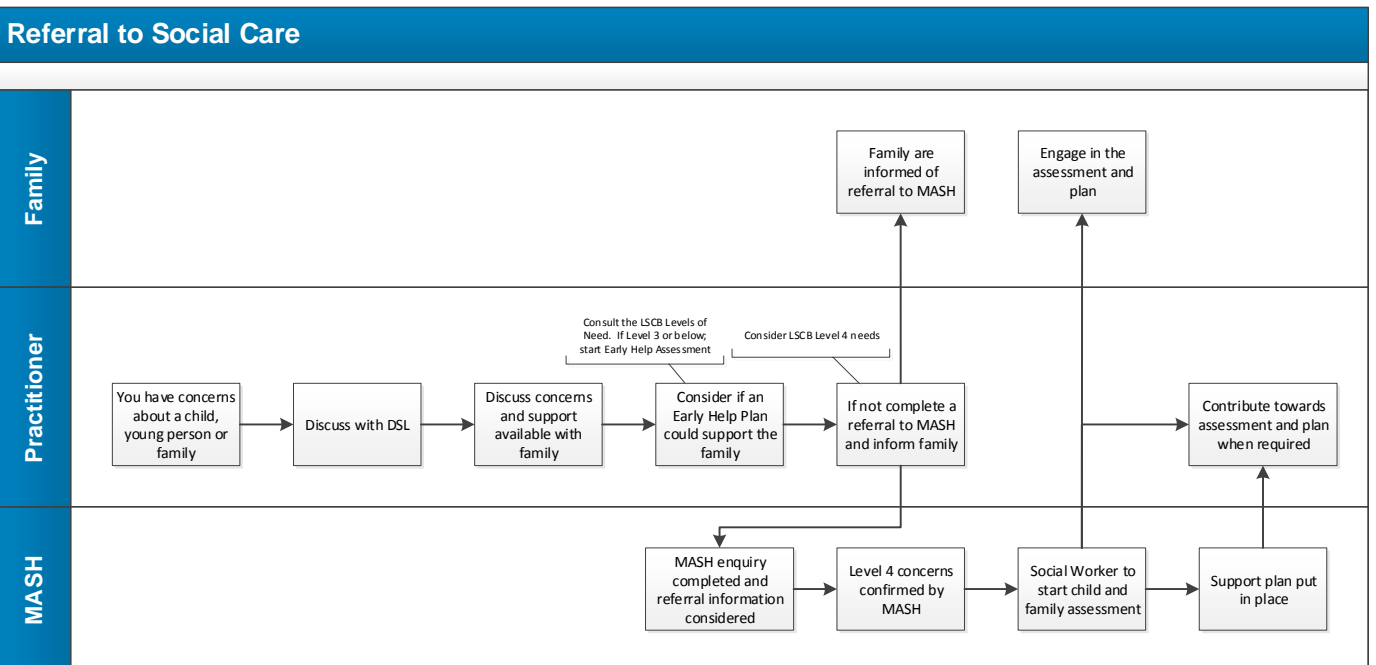 Referral to Social Care
Family
Family are
informed of
referral to MASH
Engage in the
assessment and
plan
Practitioner
Consult the LSCB Levels of
Need. If Level 3 or below;
start Early Help Assessment
Consider LSCB Level 4 needs
You have concerns
about a child,
young person or
family
Discuss with DSL
Discuss concerns
and support
available with
family
Consider if an
Early Help Plan
could support the
family
If not complete a
referral to MASH
and inform family
Contribute towards
assessment and plan
when required
MASH
MASH enquiry
completed and
referral information
considered
Level 4 concerns
confirmed by
MASH
Social Worker to
start child and
family assessment
Support plan put
in place